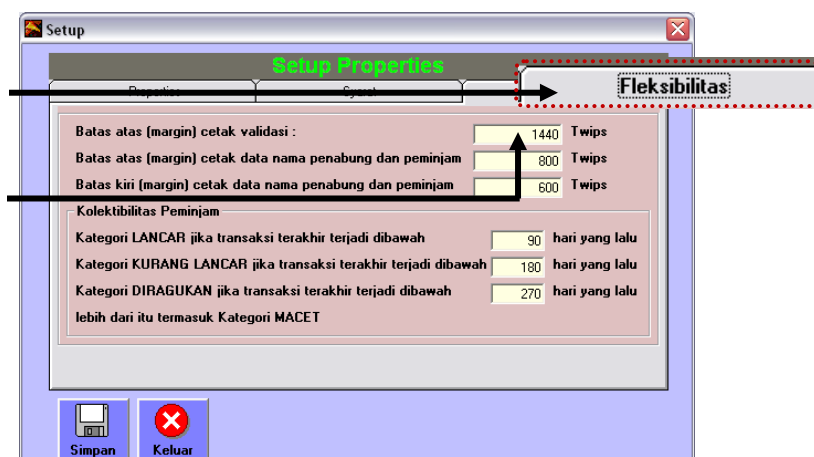 Setup
Setup Properties
Properties Syarat Fleksibilitas
Batas atas (margin) cetak validasi : 1440 Twips
Batas atas (margin) cetak data nama penabung dan peminjam 800 Twips
Batas kiri (margin) cetak data nama penabung dan peminjam 600 Twips
Kolektibilitas Peminjam
Kategori LANCAR jika transaksi terakhir terjadi dibawah 90 hari yang lalu
Kategori KURANG LANCAR jika transaksi terakhir terjadi dibawah 180 hari yang lalu
Kategori DIRAGUKAN jika transaksi terakhir terjadi dibawah 270 hari yang lalu
lebih dari itu termasuk Kategori MACET
Simpan Keluar